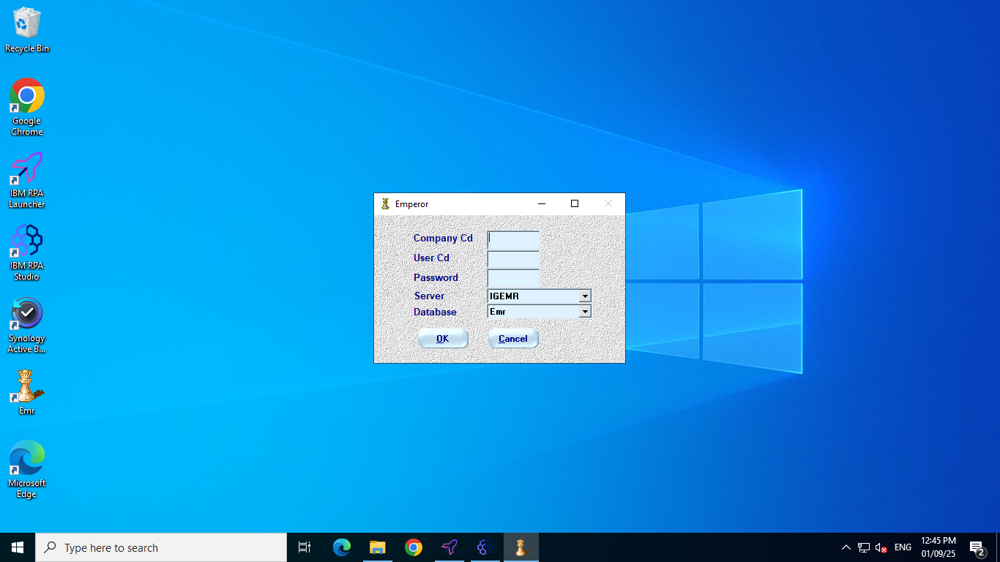 Recycle Bin
Google
Chrome
IBM RPA
Launcher
IBM RPA
Studio
Synology
Active B...
Emr
Microsoft
Edge
Emperor
Company Cd
User Cd
Password
Server IGEMR
Database Emr
OK Cancel
Type here to search
ENG
12:45 PM
01/09/25
2